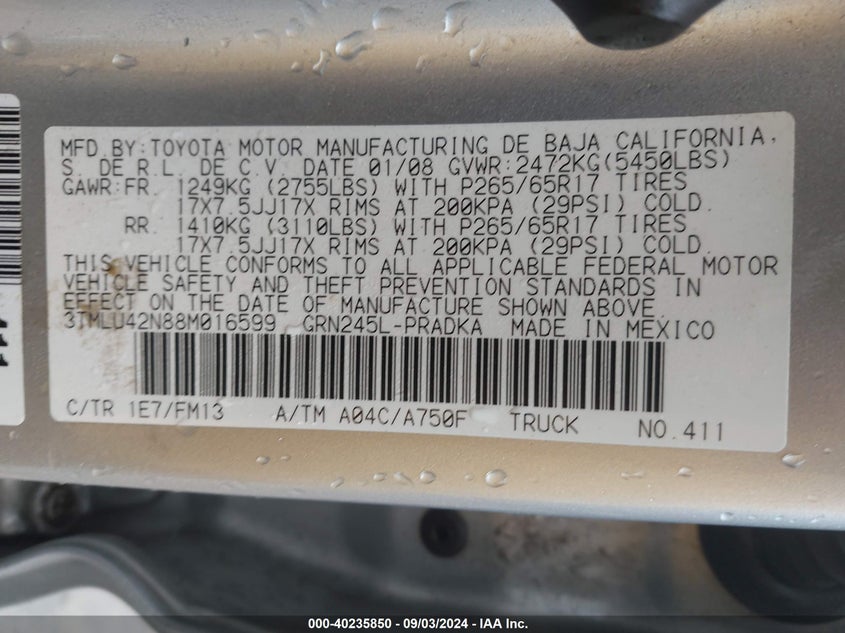 MFD BY:TOYOTA MOTOR MANUFACTURING DE BAJA CALIFORNIA,
S. DE R.L. DE C.V. DATE 01/08 GVWR:2472KG(5450LBS)
GAWR:FR. 1249KG (2755LBS) WITH P265/65R17 TIRES
17X7.5JJ17X RIMS AT 200KPA (29PSI) COLD.
RR. 1410KG (3110LBS) WITH P265/65R17 TIRES
17X7.5JJ17X RIMS AT 200KPA (29PSI) COLD.
THIS VEHICLE CONFORMS TO ALL APPLICABLE FEDERAL MOTOR
VEHICLE SAFETY AND THEFT PREVENTION STANDARDS IN
EFFECT ON THE DATE OF MANUFACTURE SHOWN ABOVE.
3TMLU42N88M016599 GRN245L-PRADKA MADE IN MEXICO
C/TR 1E7/FM13 A/TM A04C/A750F TRUCK NO.411
000-40235850 - 09/03/2024 - IAA Inc.